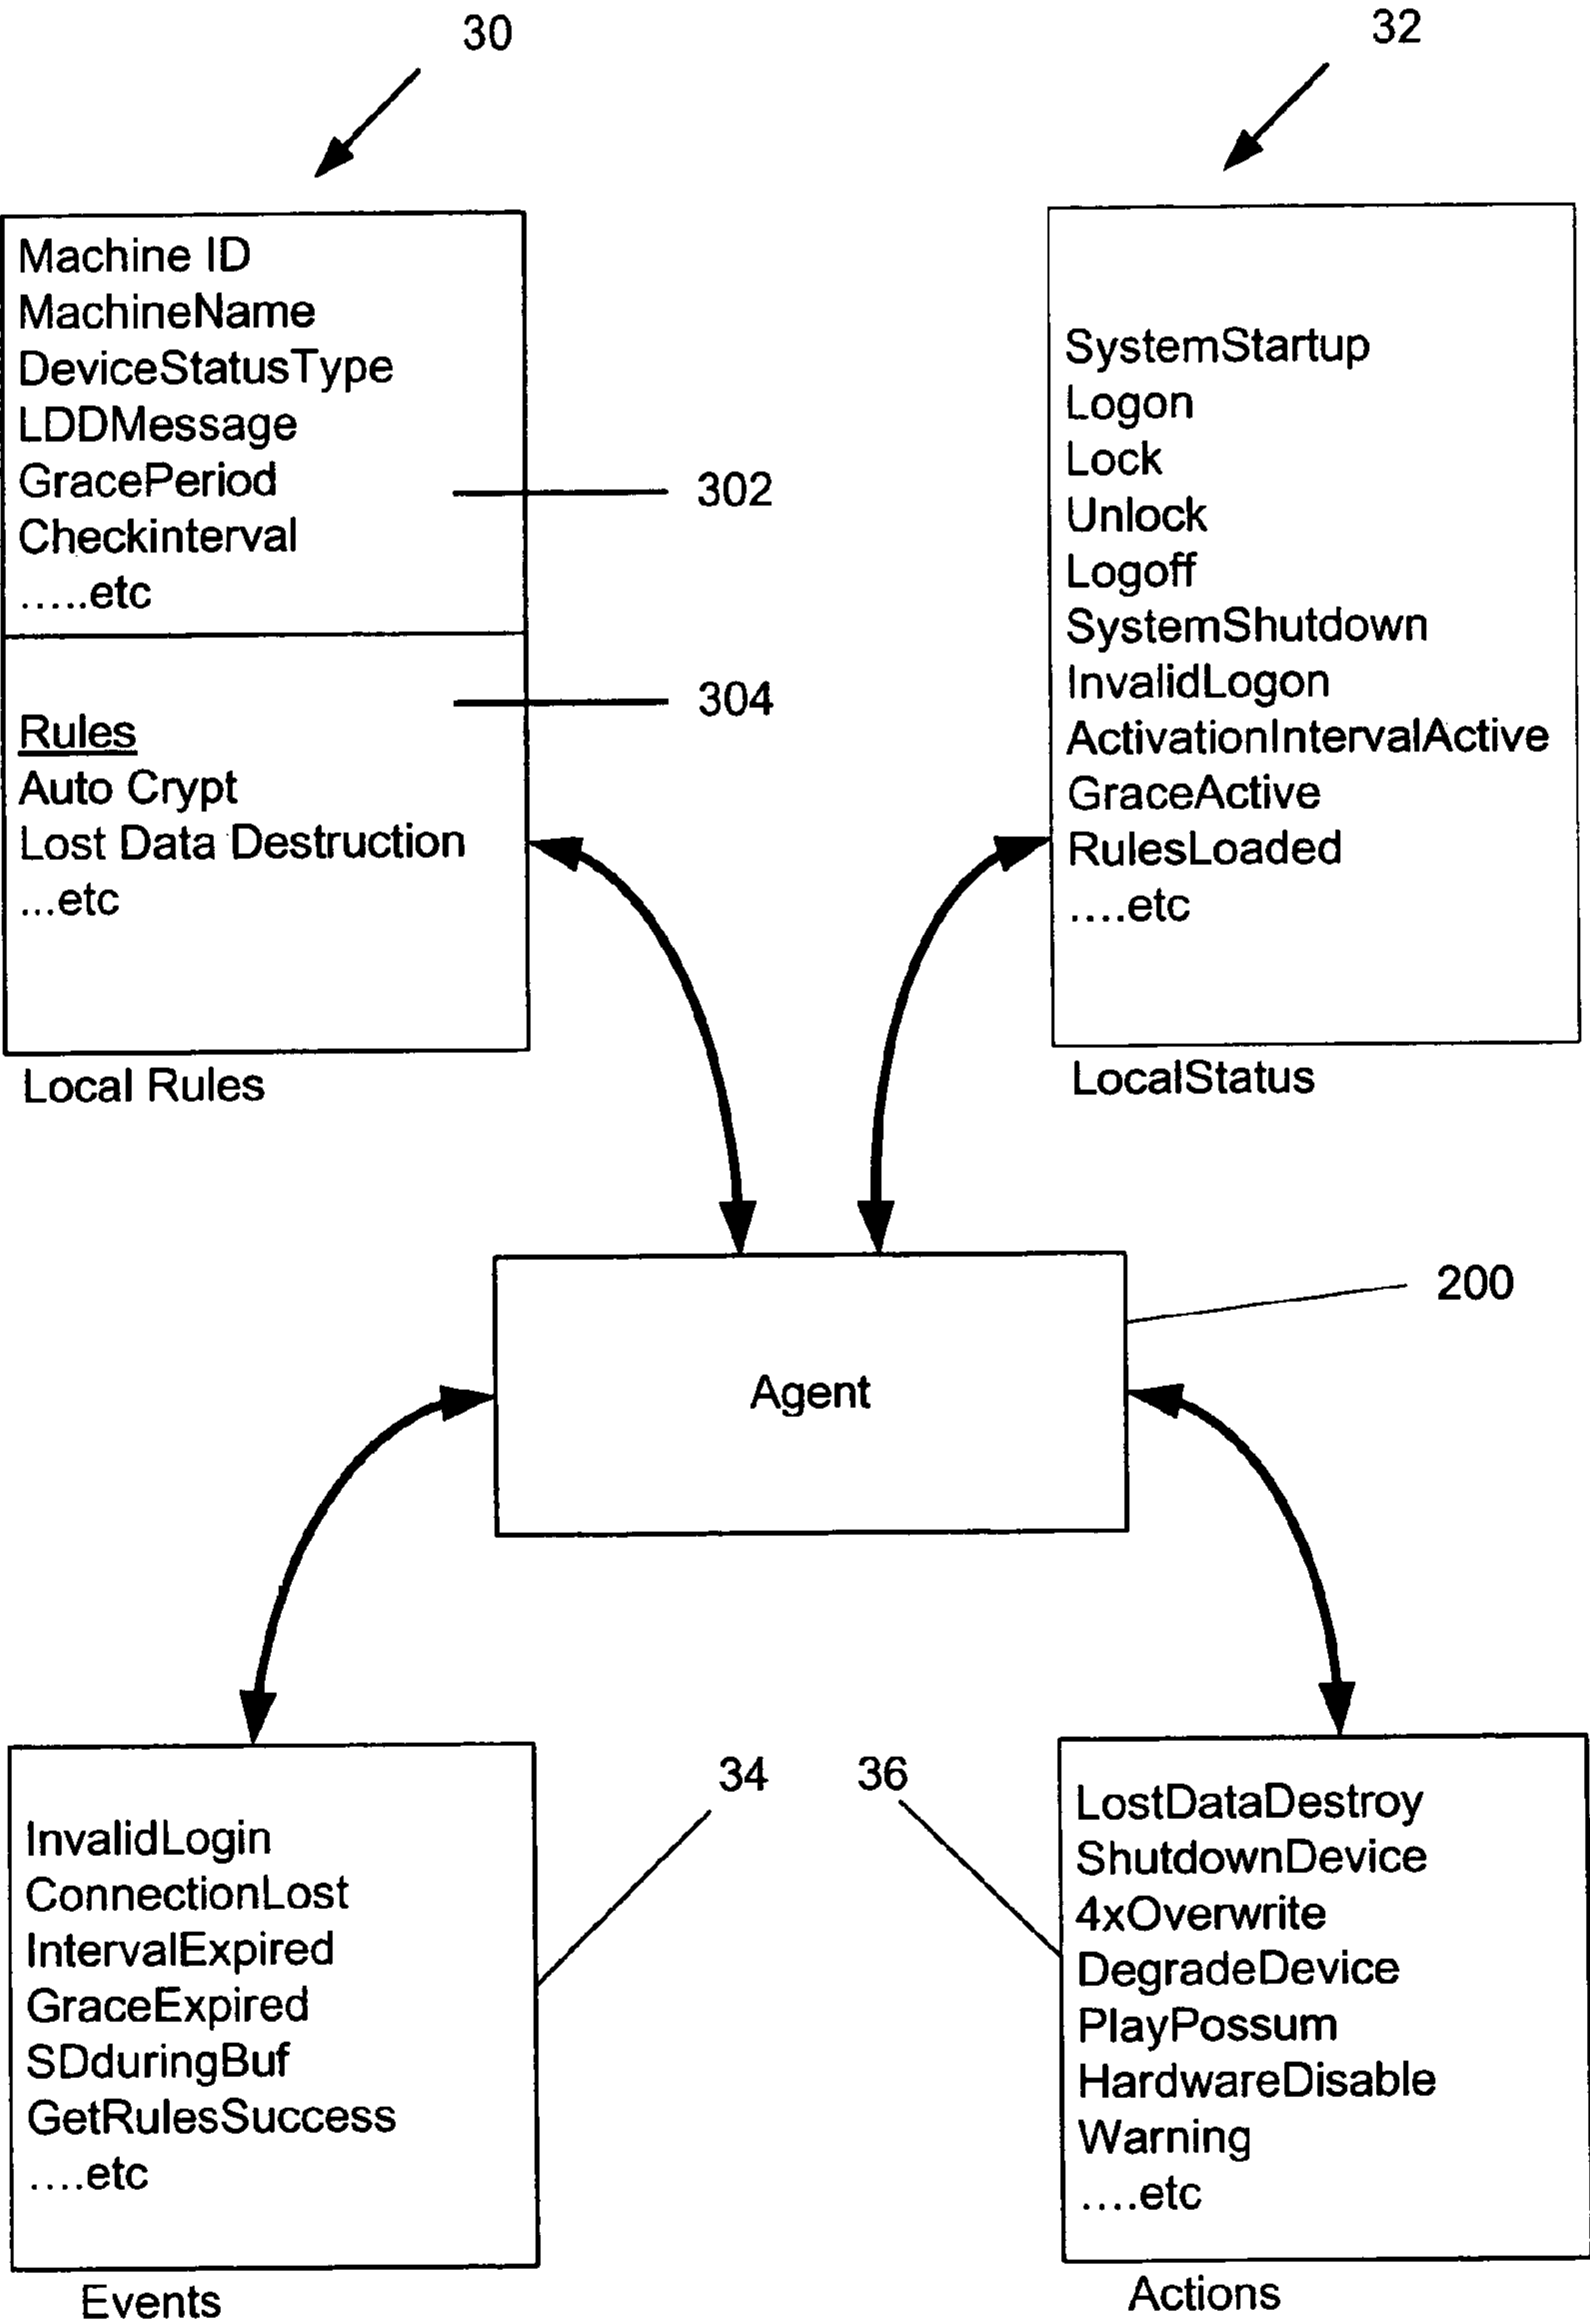 30
32
Machine ID
MachineName
DeviceStatusType
LDDMessage
GracePeriod
Checkinterval
.....etc
302
304
Rules
Auto Crypt
Lost Data Destruction
...etc
Local Rules
SystemStartup
Logon
Lock
Unlock
Logoff
SystemShutdown
InvalidLogon
ActivationIntervalActive
GraceActive
RulesLoaded
....etc
LocalStatus
200
Agent
34
36
InvalidLogin
ConnectionLost
IntervalExpired
GraceExpired
SDduringBuf
GetRulesSuccess
....etc
Events
LostDataDestroy
ShutdownDevice
4xOverwrite
DegradeDevice
PlayPossum
HardwareDisable
Warning
....etc
Actions